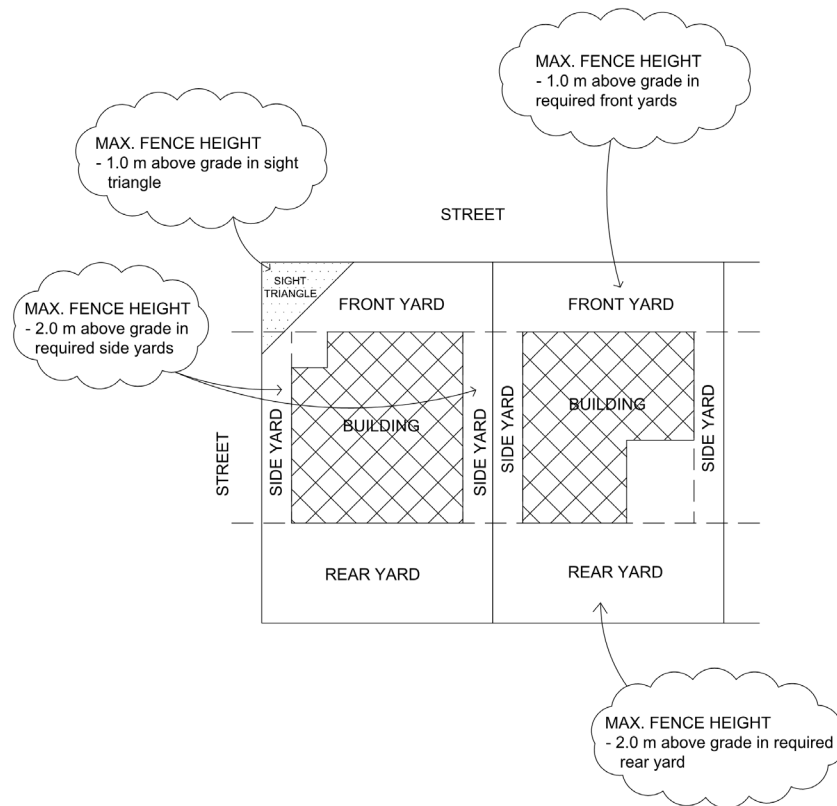 MAX. FENCE HEIGHT
- 1.0 m above grade in
required front yards
MAX. FENCE HEIGHT
- 1.0 m above grade in sight
triangle
STREET
SIGHT
TRIANGLE
FRONT YARD
FRONT YARD
MAX. FENCE HEIGHT
- 2.0 m above grade in
required side yards
BUILDING
BUILDING
STREET
SIDE YARD
SIDE YARD
SIDE YARD
SIDE YARD
REAR YARD
REAR YARD
MAX. FENCE HEIGHT
- 2.0 m above grade in required
rear yard